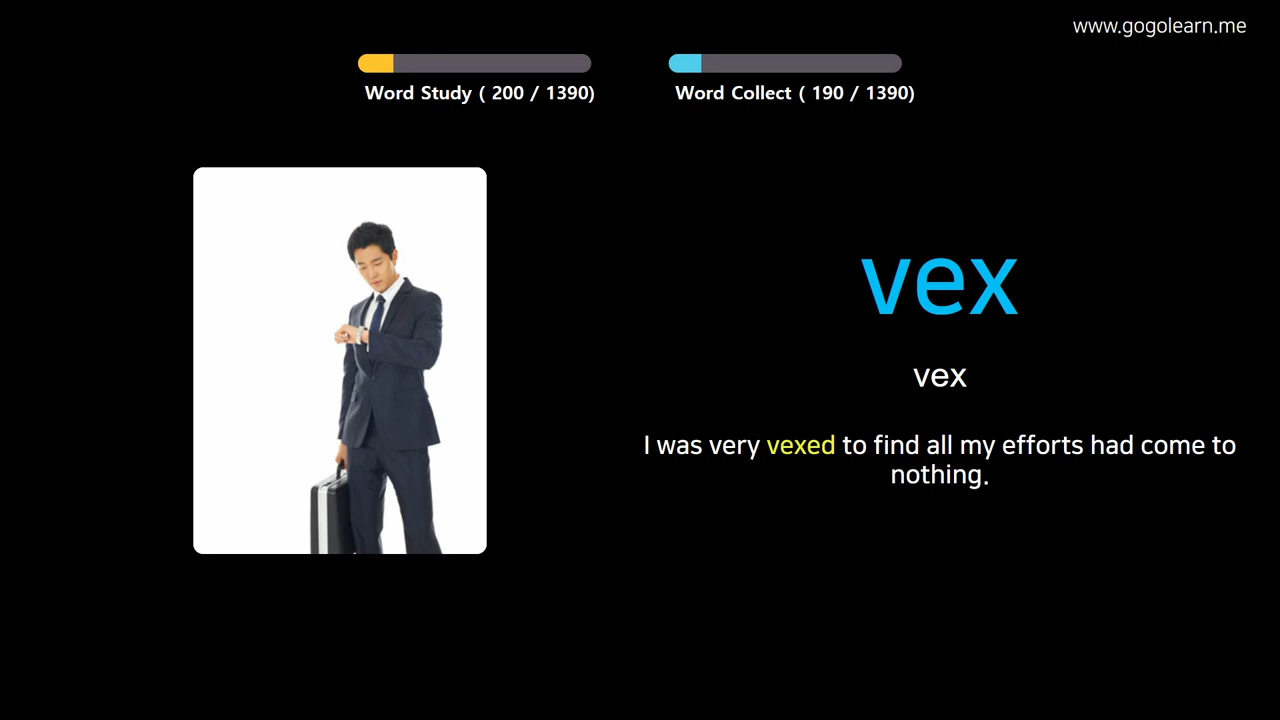 www.gogolearn.me
Word Study ( 200 / 1390)
Word Collect ( 190 / 1390)
vex
vex
I was very vexed to find all my efforts had come to
nothing.